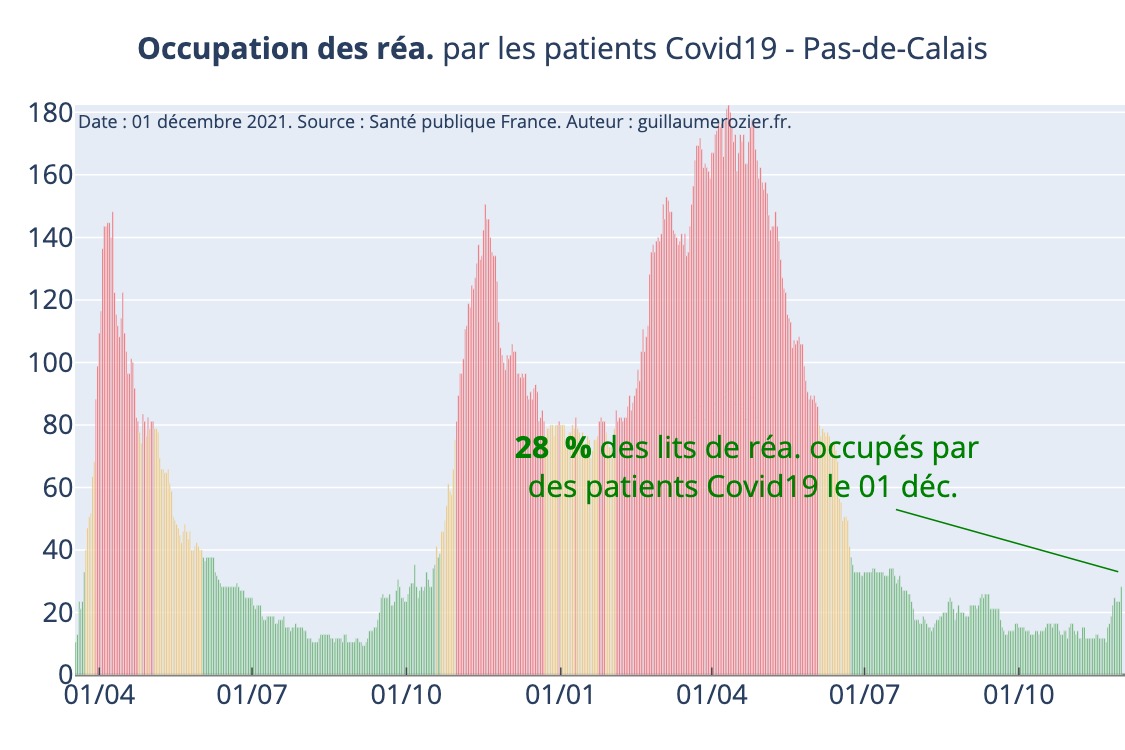 Occupation des réa. par les patients Covid19 - Pas-de-Calais
180
Date : 01 décembre 2021. Source : Santé publique France. Auteur : guillaumerozier.fr.
160
140
120
100
80
28 % des lits de réa. occupés par
des patients Covid19 le 01 déc.
60
40
20
0
01/04 01/07 01/10 01/01 01/04 01/07 01/10